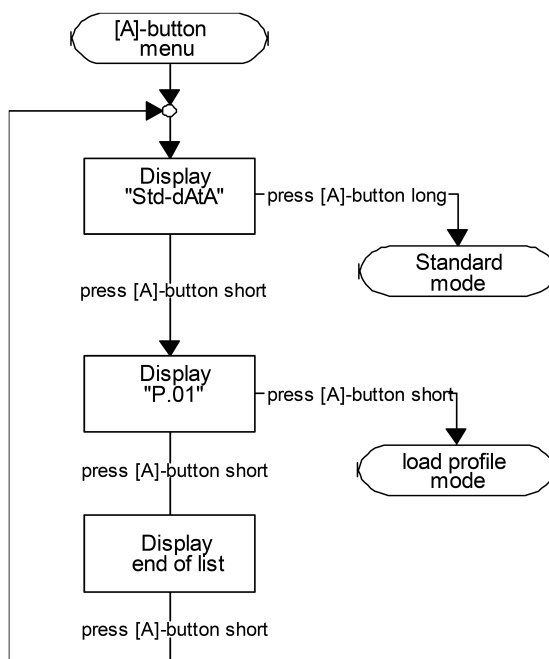 [A]-button
menu
Display
"Std-dAtA"
press [A]-button long
Standard
mode
press [A]-button short
Display
"P.01"
press [A]-button short
load profile
mode
press [A]-button short
Display
end of list
press [A]-button short